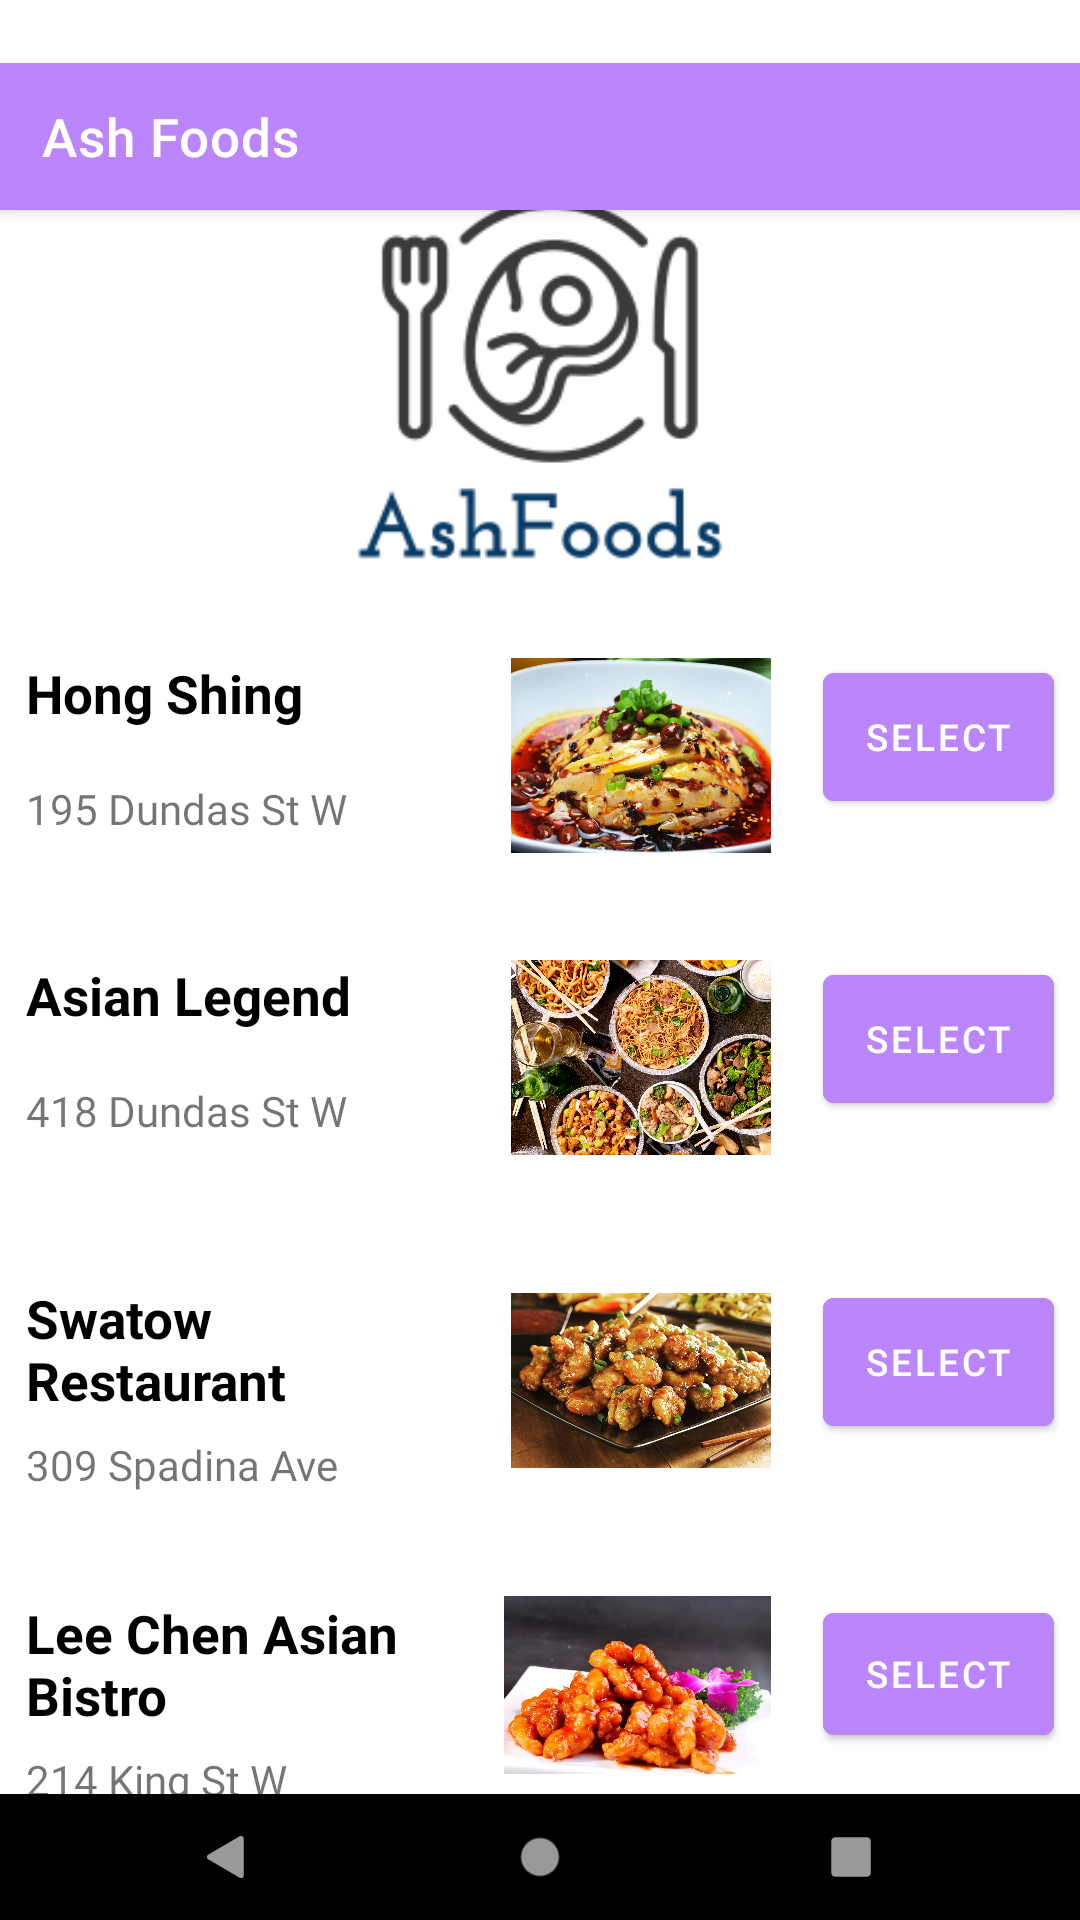 Ash Foods
AshFoods
Hong Shing
SELECT
195 Dundas St W
Asian Legend
SELECT
418 Dundas St W
Swatow
Restaurant
SELECT
309 Spadina Ave
Lee Chen Asian
Bistro
SELECT
214 King St W